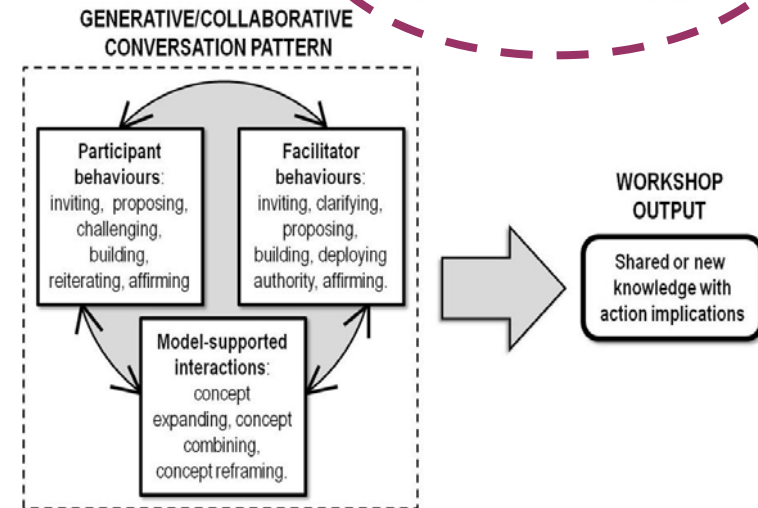 GENERATIVE/COLLABORATIVE
CONVERSATION PATTERN
Participant
behaviours:
inviting, proposing,
challenging,
building,
reiterating, affirming
Facilitator
behaviours:
inviting, clarifying,
proposing,
building, deploying
authority, affirming.
Model-supported
interactions:
concept
expanding, concept
combining,
concept reframing.
WORKSHOP
OUTPUT
Shared or new
knowledge with
action implications